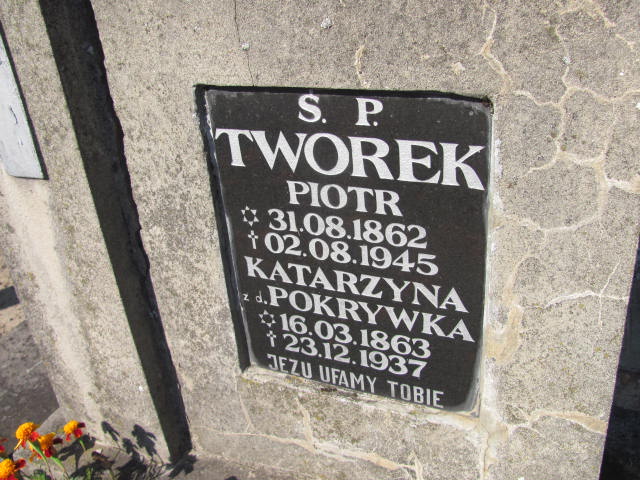 Ś. P.
TWOREK
PIOTR
✡ 31.08.1862
† 02.08.1945
KATARZYNA
z d. POKRYWKA
✡ 16.03.1863
† 23.12.1937
JEZU UFAMY TOBIE